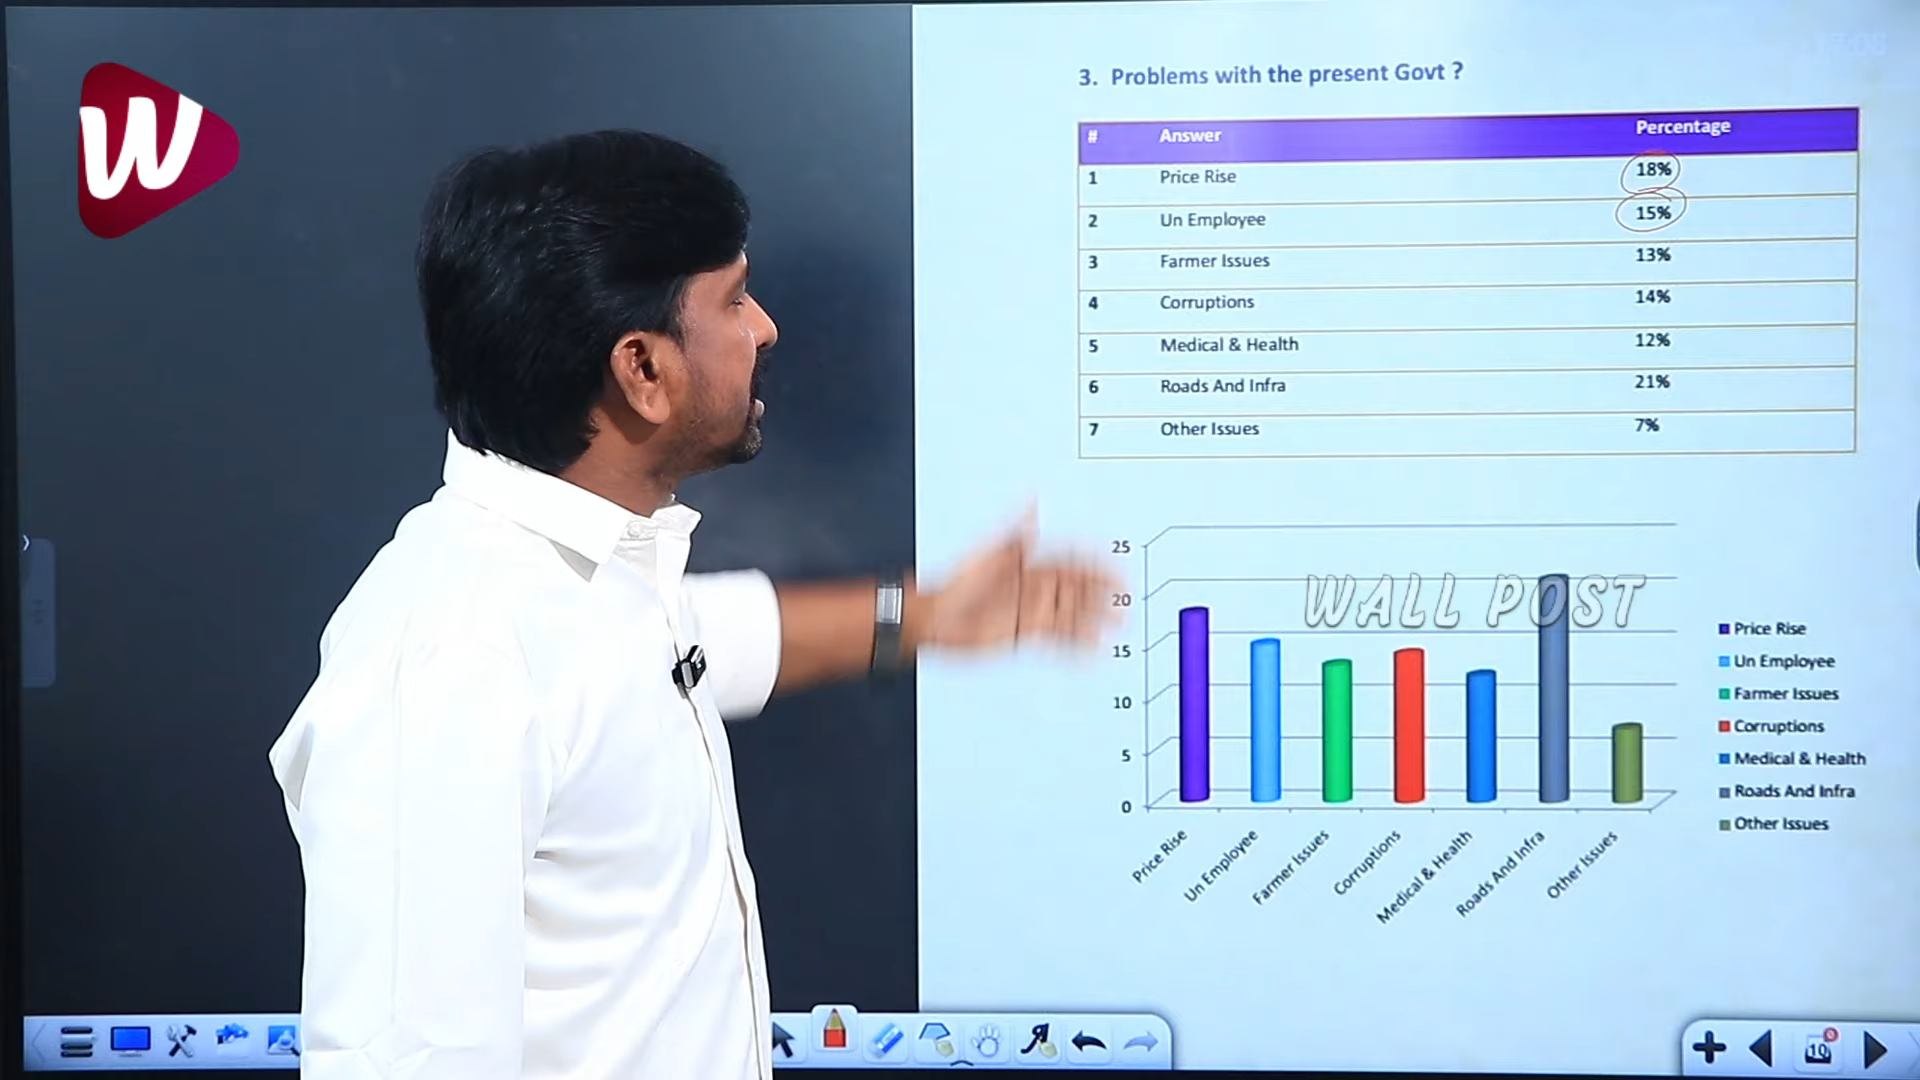 W
3. Problems with the present Govt ?
# Answer Percentage
1 Price Rise 18%
2 Un Employee 15%
3 Farmer Issues 13%
4 Corruptions 14%
5 Medical & Health 12%
6 Roads And Infra 21%
7 Other Issues 7%
25
20
15
10
5
0
WALL POST
Price Rise
Un Employee
Farmer Issues
Corruptions
Medical & Health
Roads And Infra
Other Issues
Price Rise
Un Employee
Farmer Issues
Corruptions
Medical & Health
Roads And Infra
Other Issues
10